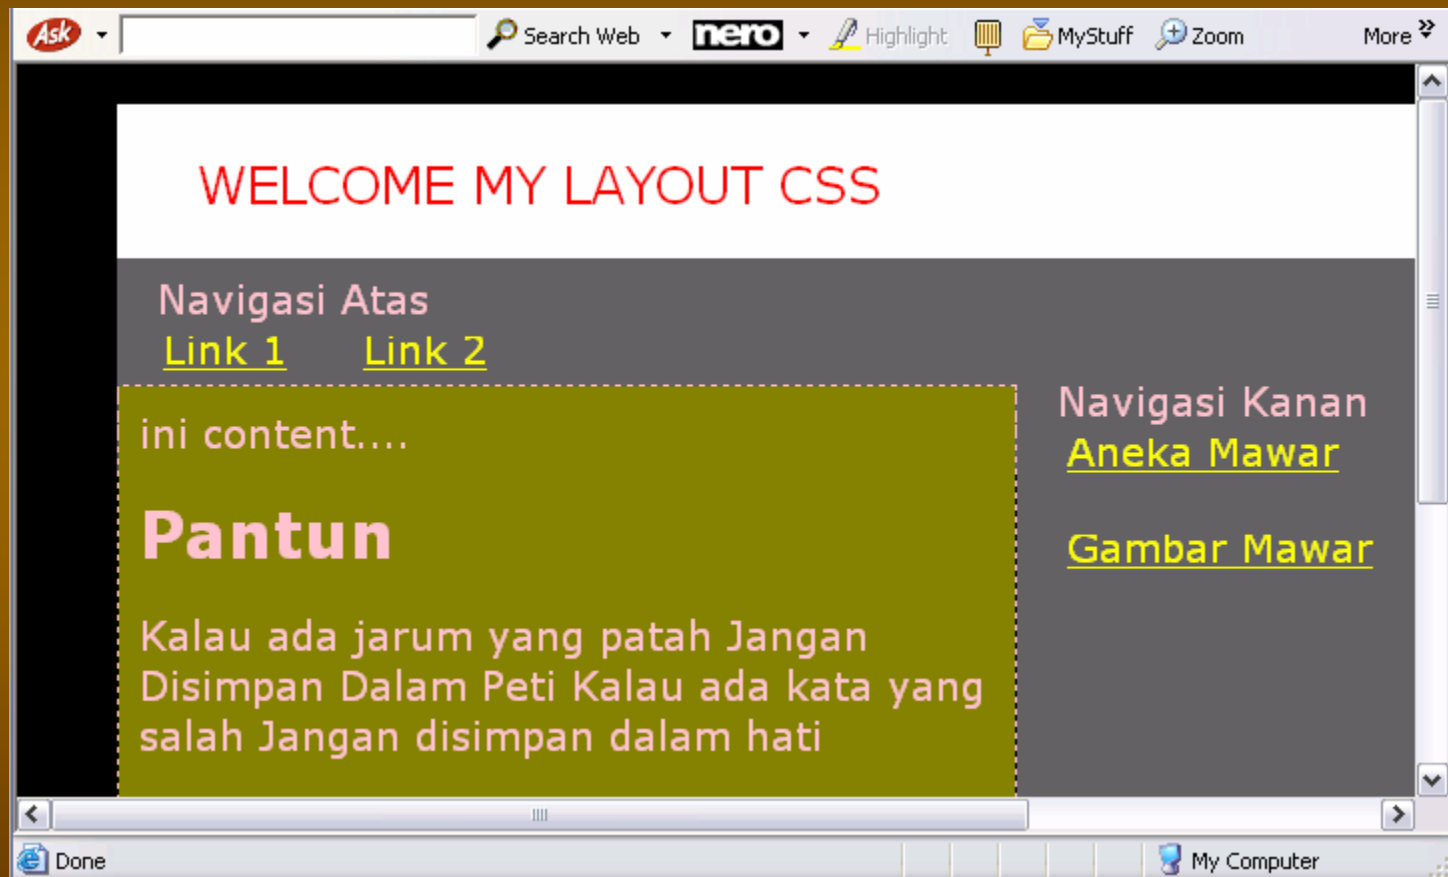 Ask Search Web nero Highlight MyStuff Zoom More
WELCOME MY LAYOUT CSS
Navigasi Atas
Link 1 Link 2
ini content....
Pantun
Kalau ada jarum yang patah Jangan
Disimpan Dalam Peti Kalau ada kata yang
salah Jangan disimpan dalam hati
Navigasi Kanan
Aneka Mawar
Gambar Mawar
Done My Computer